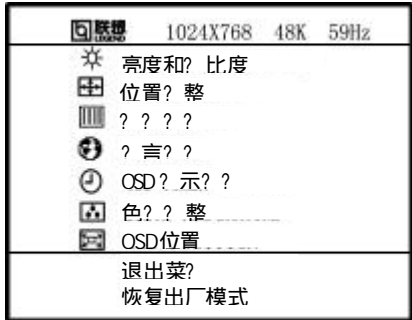 联想 1024X768 48K 59Hz
亮度和? 比度
位置? 整
? ? ? ?
? 言? ?
OSD? 示? ?
色? ? 整
OSD位置
退出菜?
恢复出厂模式